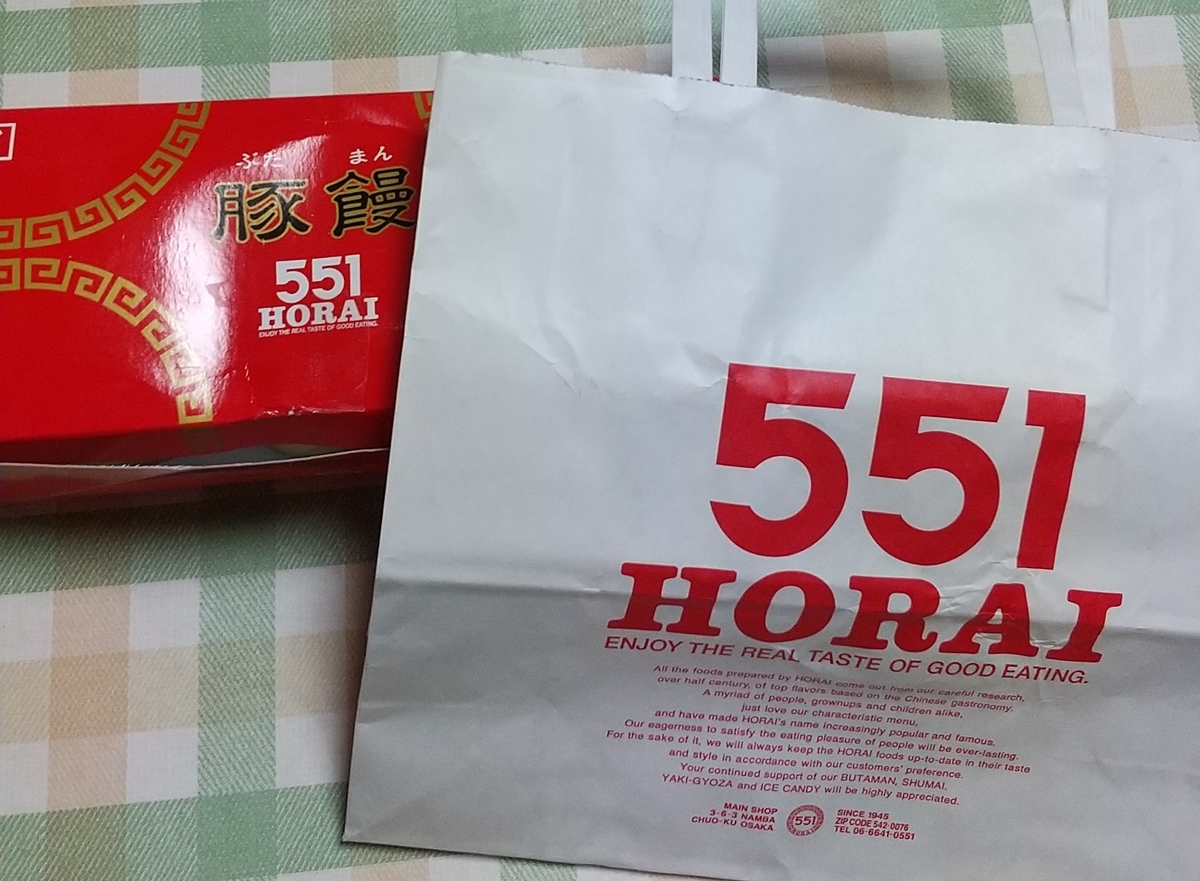 ぶた まん
豚饅
551
HORAI
ENJOY THE REAL TASTE OF GOOD EATING.
551
HORAI
ENJOY THE REAL TASTE OF GOOD EATING.
All the foods prepared by HORAI come out from our careful research,
over half century, of top flavors based on the Chinese gastronomy.
A myriad of people, grownups and children alike,
just love our characteristic menu,
and have made HORAI's name increasingly popular and famous.
Our eagerness to satisfy the eating pleasure of people will be ever-lasting.
For the sake of it, we will always keep the HORAI foods up-to-date in their taste
and style in accordance with our customers' preference.
Your continued support of our BUTAMAN, SHUMAI,
YAKI-GYOZA and ICE CANDY will be highly appreciated.
MAIN SHOP
3-6-3 NAMBA
CHUO-KU OSAKA
551
SINCE 1945
ZIP CODE 542-0076
TEL 06-6641-0551